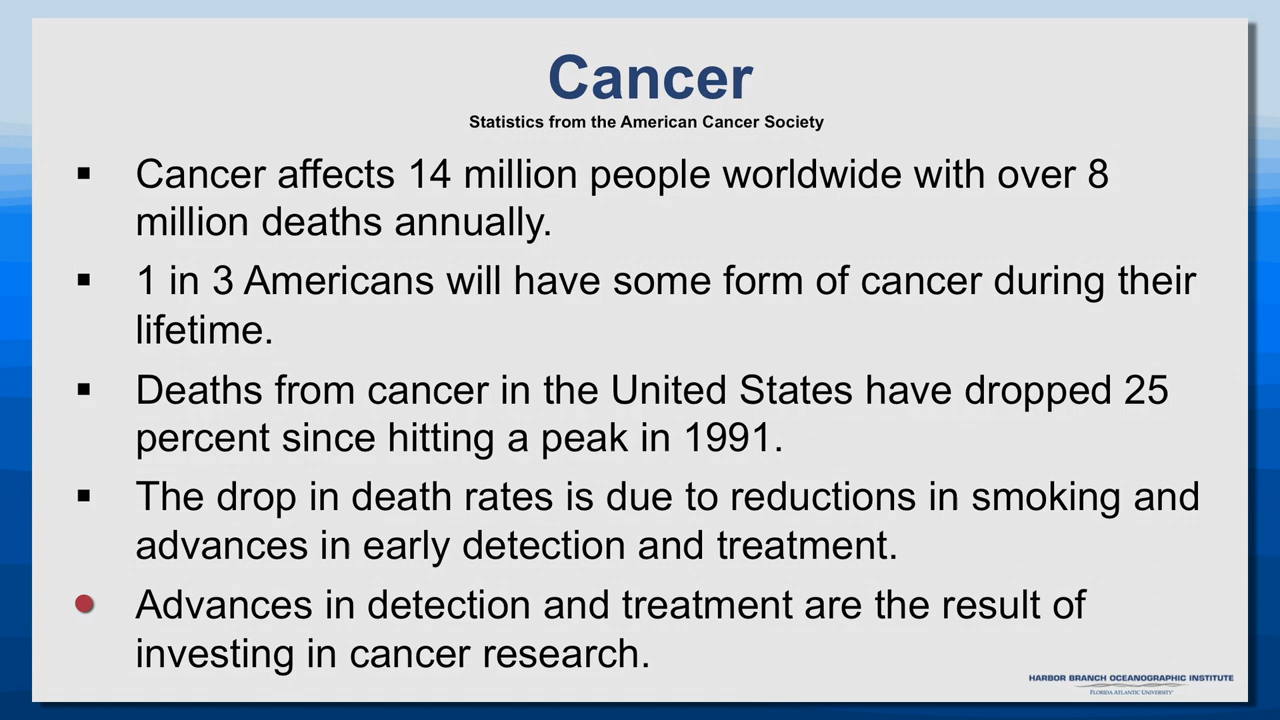 Cancer
Statistics from the American Cancer Society
▪ Cancer affects 14 million people worldwide with over 8
million deaths annually.
▪ 1 in 3 Americans will have some form of cancer during their
lifetime.
▪ Deaths from cancer in the United States have dropped 25
percent since hitting a peak in 1991.
▪ The drop in death rates is due to reductions in smoking and
advances in early detection and treatment.
● Advances in detection and treatment are the result of
investing in cancer research.
HARBOR BRANCH OCEANOGRAPHIC INSTITUTE
FLORIDA ATLANTIC UNIVERSITY